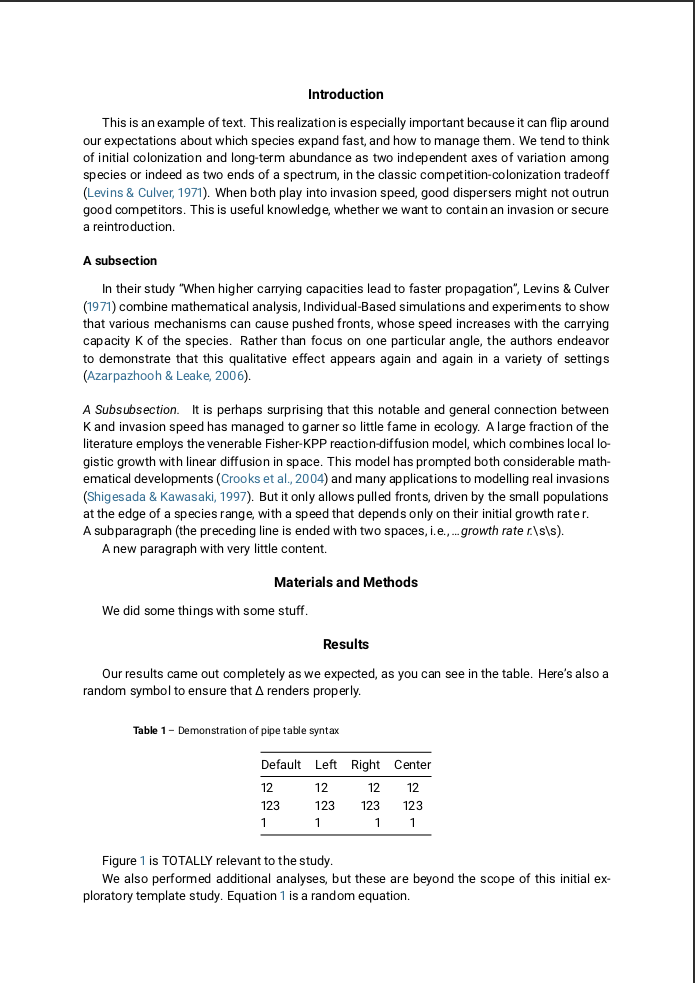 Introduction
This is an example of text. This realization is especially important because it can flip around
our expectations about which species expand fast, and how to manage them. We tend to think
of initial colonization and long-term abundance as two independent axes of variation among
species or indeed as two ends of a spectrum, in the classic competition-colonization tradeoff
(Levins & Culver, 1971). When both play into invasion speed, good dispersers might not outrun
good competitors. This is useful knowledge, whether we want to contain an invasion or secure
a reintroduction.
A subsection
In their study “When higher carrying capacities lead to faster propagation”, Levins & Culver
(1971) combine mathematical analysis, Individual-Based simulations and experiments to show
that various mechanisms can cause pushed fronts, whose speed increases with the carrying
capacity K of the species. Rather than focus on one particular angle, the authors endeavor
to demonstrate that this qualitative effect appears again and again in a variety of settings
(Azarpazhooh & Leake, 2006).
A Subsubsection. It is perhaps surprising that this notable and general connection between
K and invasion speed has managed to garner so little fame in ecology. A large fraction of the
literature employs the venerable Fisher-KPP reaction-diffusion model, which combines local lo-
gistic growth with linear diffusion in space. This model has prompted both considerable math-
ematical developments (Crooks et al., 2004) and many applications to modelling real invasions
(Shigesada & Kawasaki, 1997). But it only allows pulled fronts, driven by the small populations
at the edge of a species range, with a speed that depends only on their initial growth rate r.
A subparagraph (the preceding line is ended with two spaces, i.e., …growth rate r.\s\s).
A new paragraph with very little content.
Materials and Methods
We did some things with some stuff.
Results
Our results came out completely as we expected, as you can see in the table. Here’s also a
random symbol to ensure that Δ renders properly.
Table 1 – Demonstration of pipe table syntax
Default Left Right Center
12 12 12 12
123 123 123 123
1 1 1 1
Figure 1 is TOTALLY relevant to the study.
We also performed additional analyses, but these are beyond the scope of this initial ex-
ploratory template study. Equation 1 is a random equation.